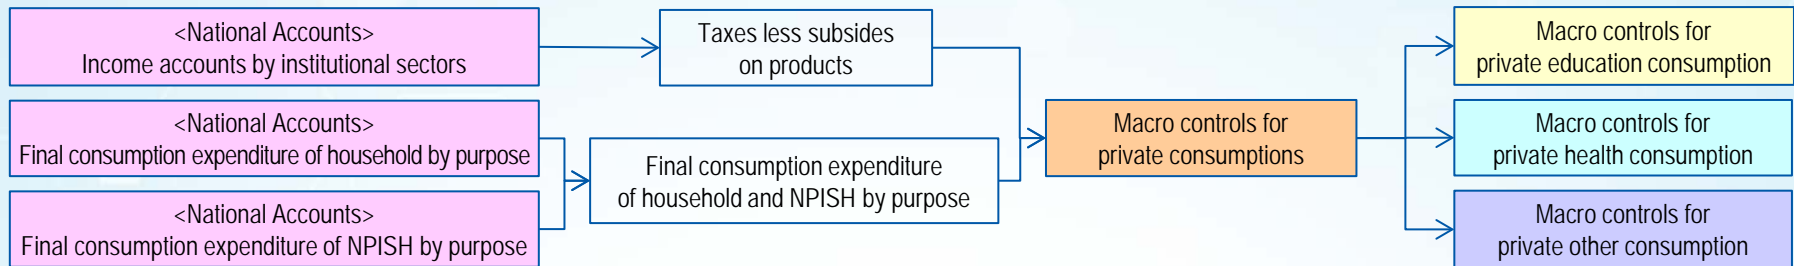 <National Accounts>
Income accounts by institutional sectors
<National Accounts>
Final consumption expenditure of household by purpose
<National Accounts>
Final consumption expenditure of NPISH by purpose
Taxes less subsides
on products
Final consumption expenditure
of household and NPISH by purpose
Macro controls for
private consumptions
Macro controls for
private education consumption
Macro controls for
private health consumption
Macro controls for
private other consumption